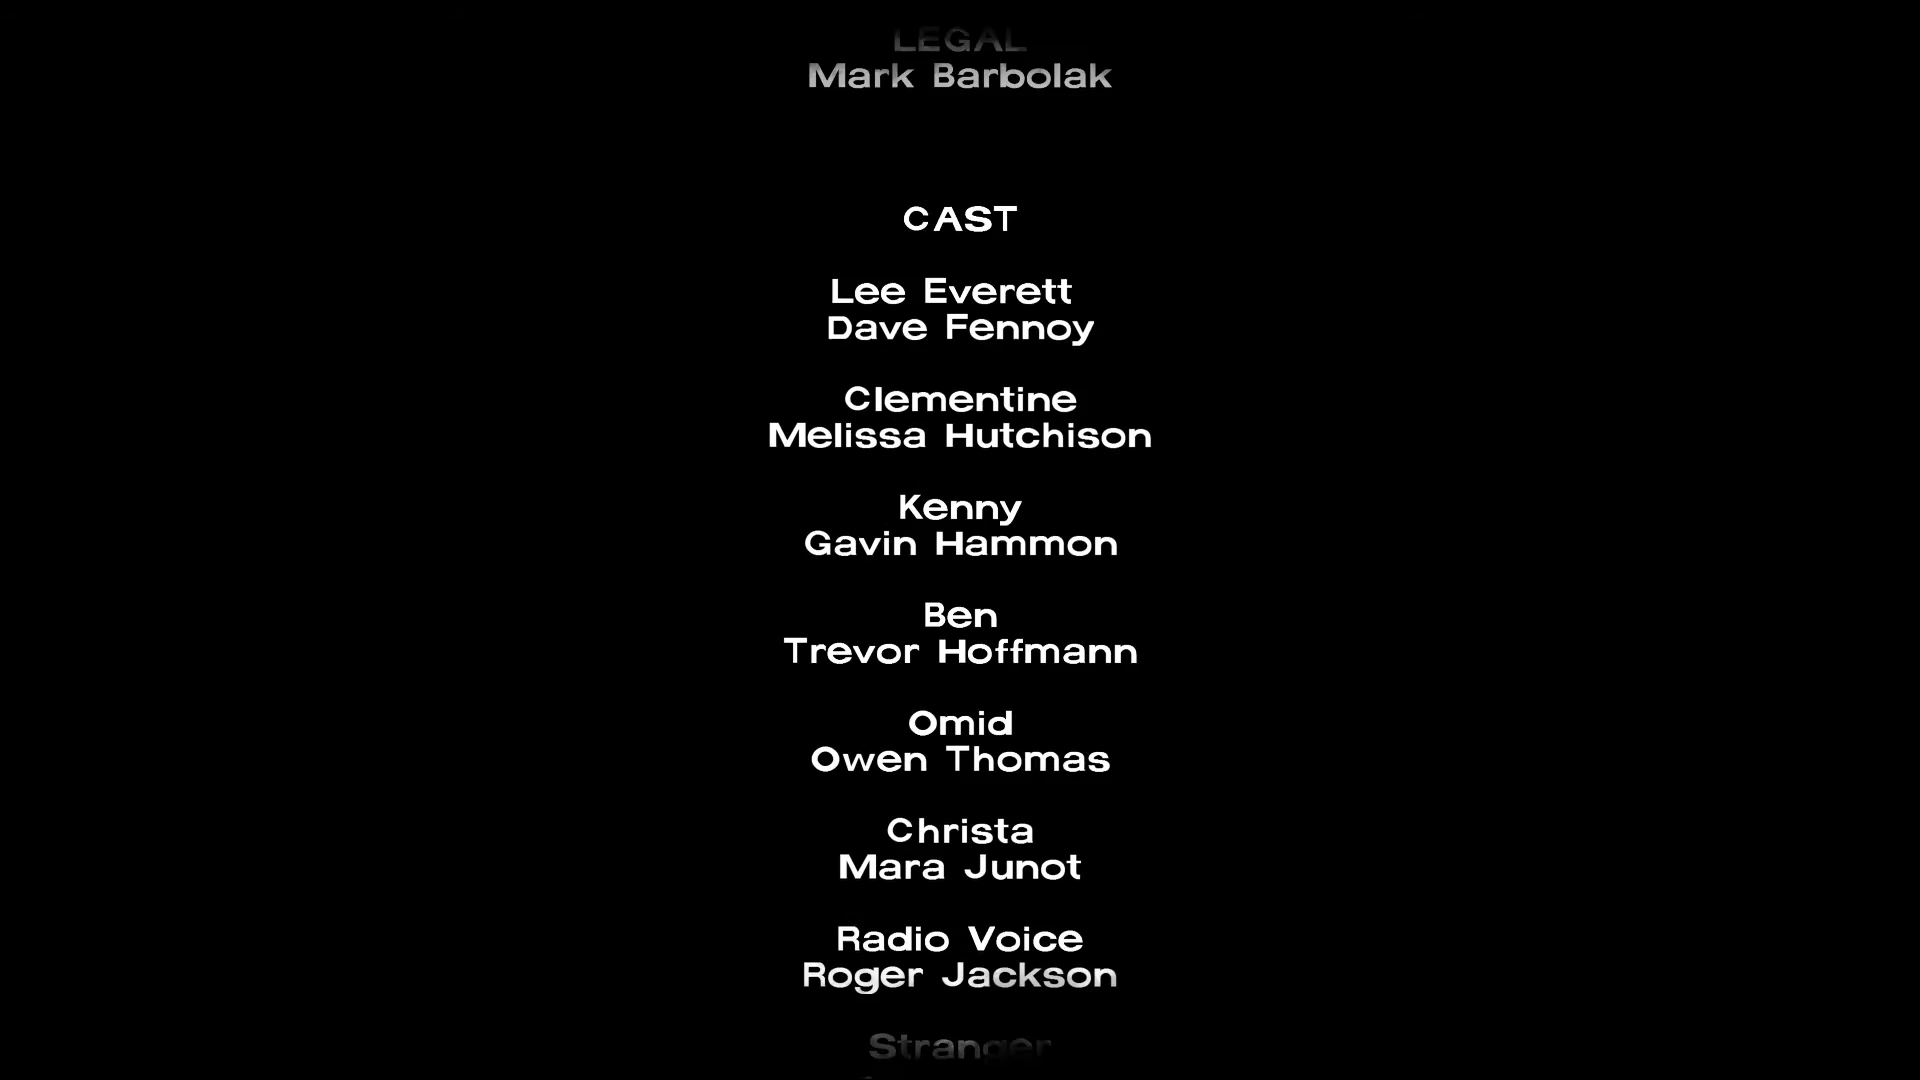 LEGAL
Mark Barbolak
CAST
Lee Everett
Dave Fennoy
Clementine
Melissa Hutchison
Kenny
Gavin Hammon
Ben
Trevor Hoffmann
Omid
Owen Thomas
Christa
Mara Junot
Radio Voice
Roger Jackson
Stranger